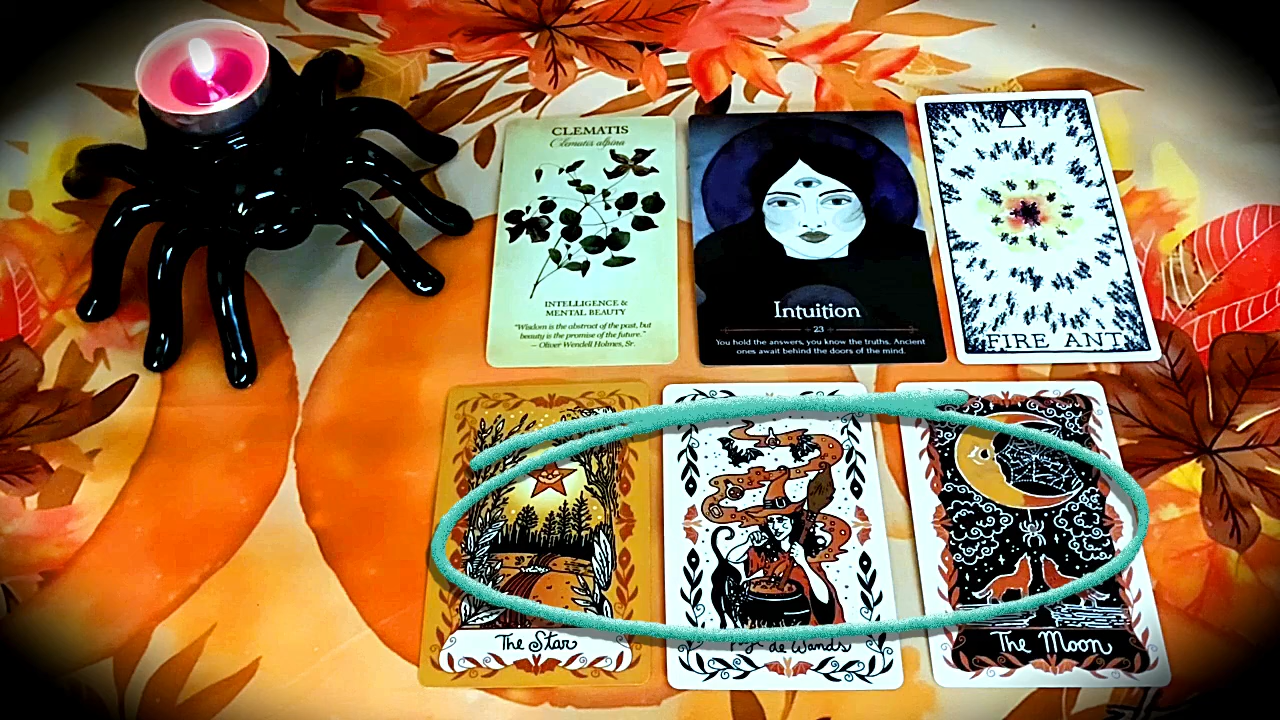 CLEMATIS
Clematis alpina
INTELLIGENCE &
MENTAL BEAUTY
"Wisdom is the abstract of the past, but
beauty is the promise of the future."
— Oliver Wendell Holmes, Sr.
Intuition
23
You hold the answers, you know the truths. Ancient
ones await behind the doors of the mind.
FIRE ANT
The Star
de Wands
The Moon